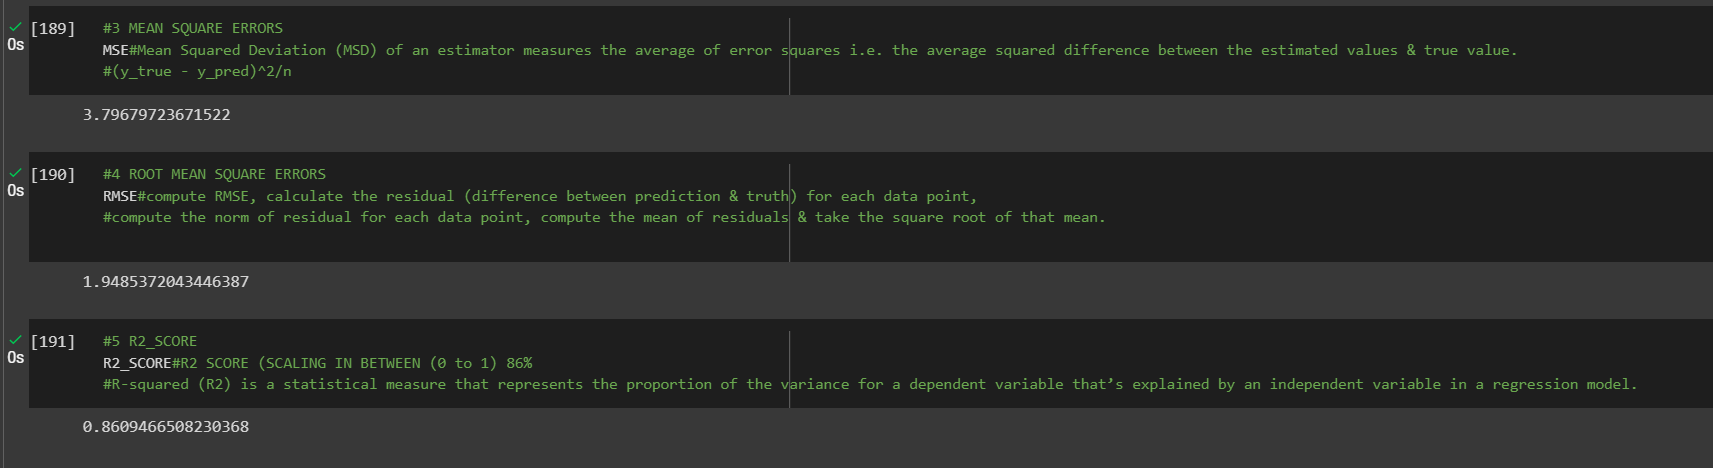 [189] #3 MEAN SQUARE ERRORS
0s MSE#Mean Squared Deviation (MSD) of an estimator measures the average of error squares i.e. the average squared difference between the estimated values & true value.
#(y_true - y_pred)^2/n
3.79679723671522
[190] #4 ROOT MEAN SQUARE ERRORS
0s RMSE#compute RMSE, calculate the residual (difference between prediction & truth) for each data point,
#compute the norm of residual for each data point, compute the mean of residuals & take the square root of that mean.
1.9485372043446387
[191] #5 R2_SCORE
0s R2_SCORE#R2 SCORE (SCALING IN BETWEEN (0 to 1) 86%
#R-squared (R2) is a statistical measure that represents the proportion of the variance for a dependent variable that’s explained by an independent variable in a regression model.
0.8609466508230368